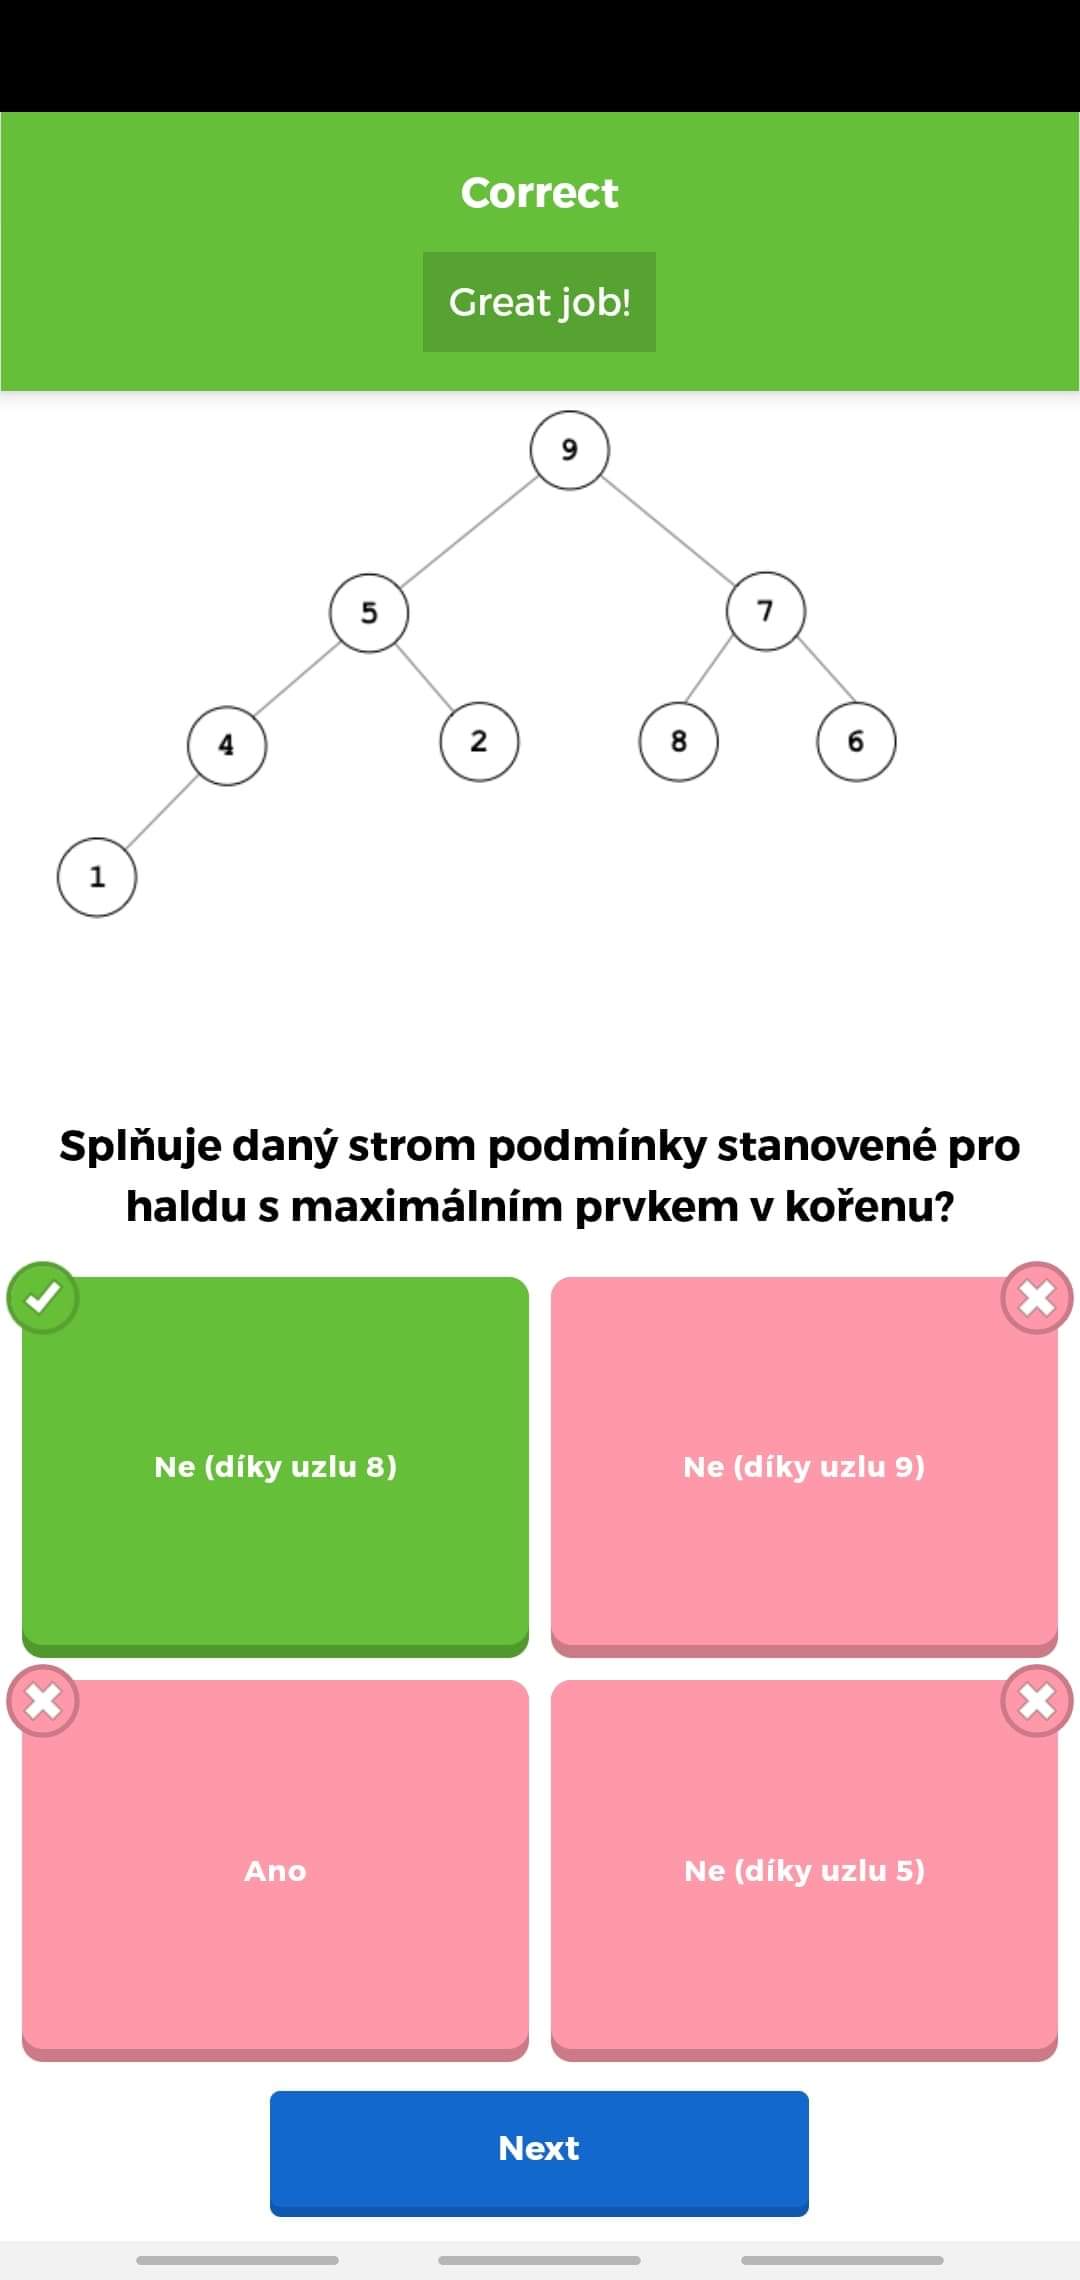 Correct
Great job!
9
5
7
4
2
8
6
1
Splňuje daný strom podmínky stanovené pro
haldu s maximálním prvkem v kořenu?
Ne (díky uzlu 8)
Ne (díky uzlu 9)
Ano
Ne (díky uzlu 5)
Next